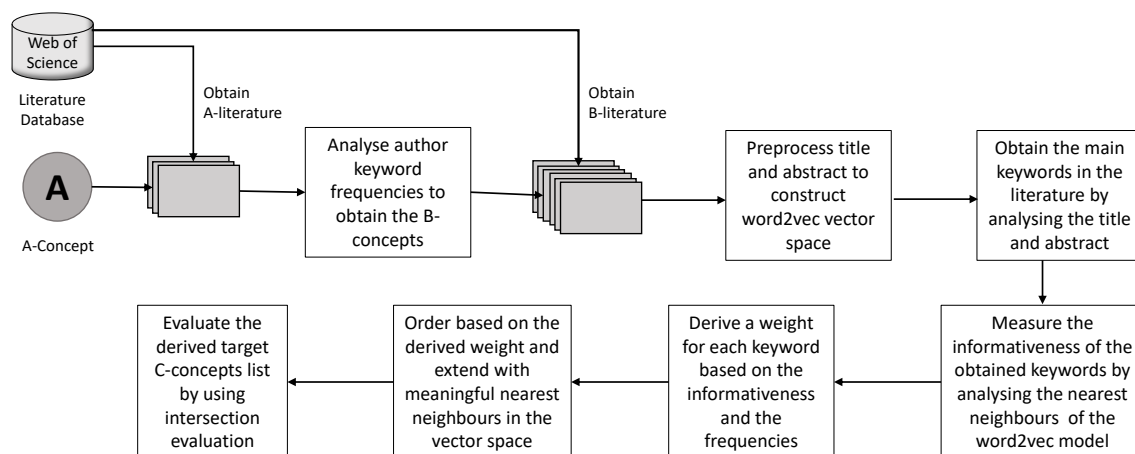 Web of
Science
Literature
Database
Obtain
A-literature
Obtain
B-literature
A
A-Concept
Analyse author
keyword
frequencies to
obtain the B-
concepts
Preprocess title
and abstract to
construct
word2vec vector
space
Obtain the main
keywords in the
literature by
analysing the title
and abstract
Measure the
informativeness of the
obtained keywords by
analysing the nearest
neighbours of the
word2vec model
Derive a weight
for each keyword
based on the
informativeness
and the
frequencies
Order based on the
derived weight and
extend with
meaningful nearest
neighbours in the
vector space
Evaluate the
derived target
C-concepts list
by using
intersection
evaluation